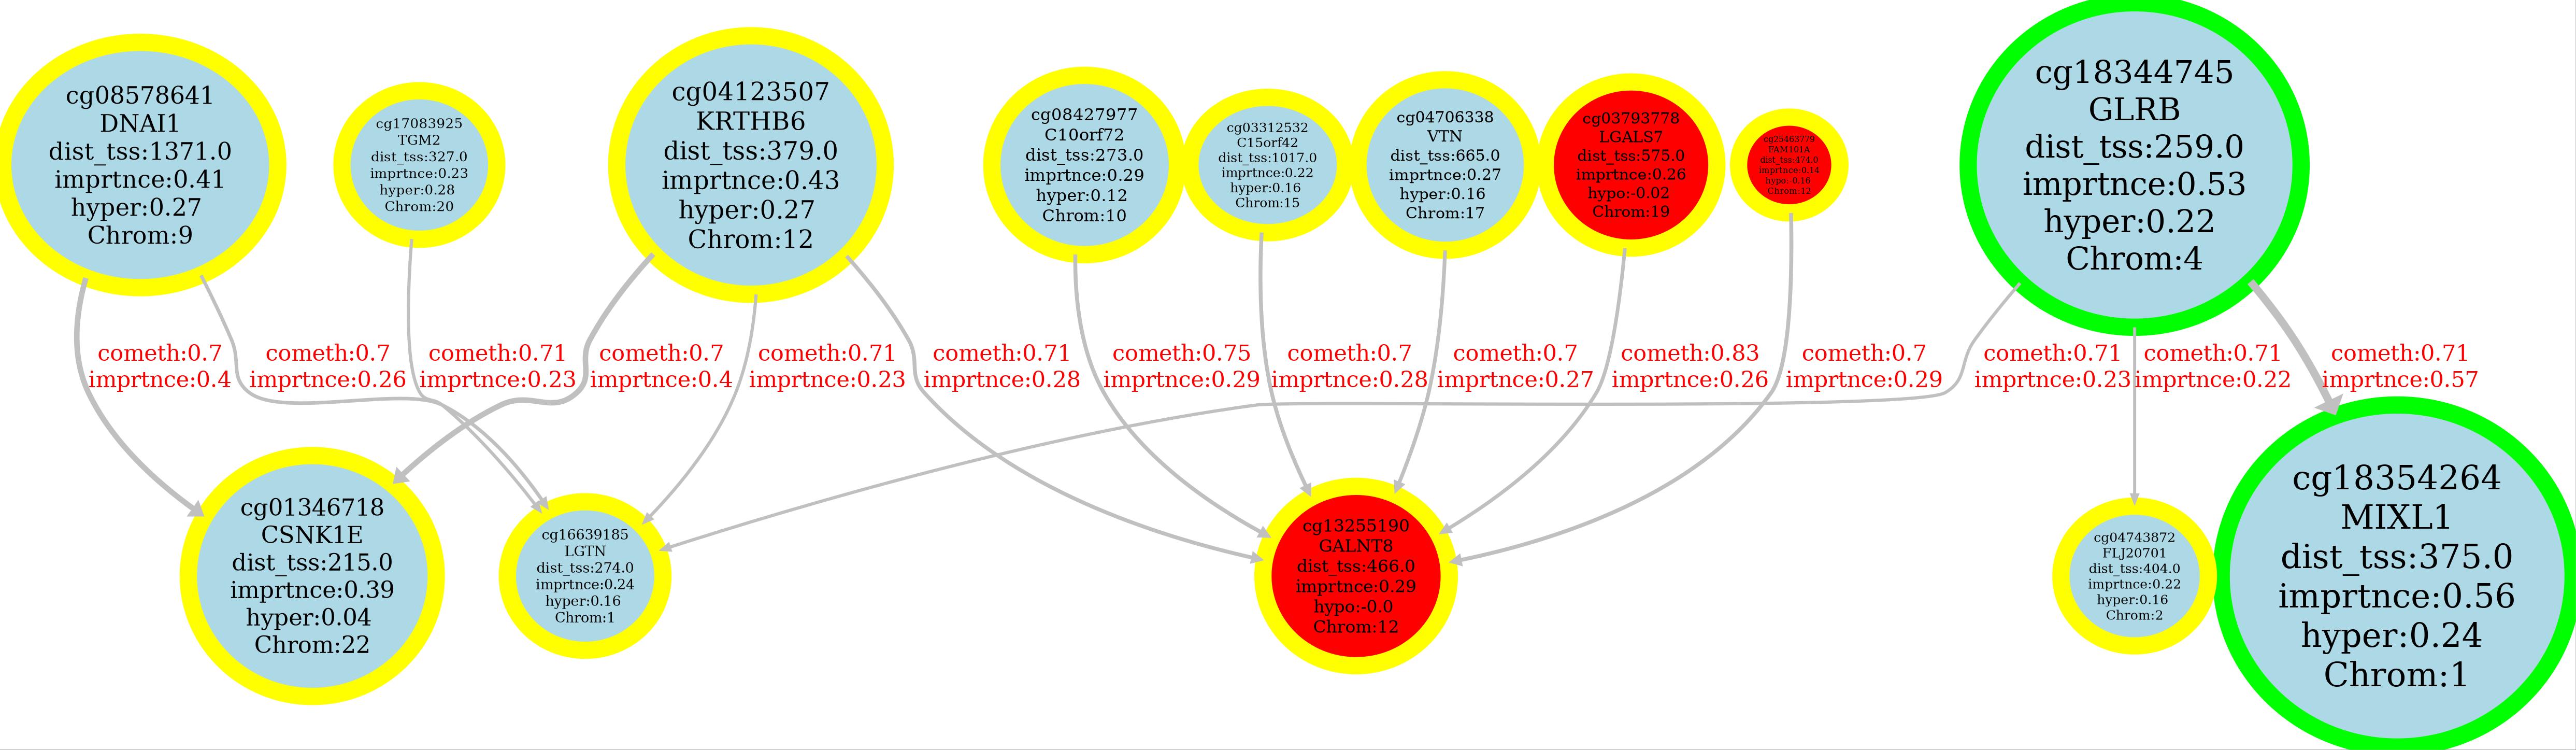 cg08578641
DNAI1
dist_tss:1371.0
imprtnce:0.41
hyper:0.27
Chrom:9
cg17083925
TGM2
dist_tss:327.0
imprtnce:0.23
hyper:0.28
Chrom:20
cg04123507
KRTHB6
dist_tss:379.0
imprtnce:0.43
hyper:0.27
Chrom:12
cg08427977
C10orf72
dist_tss:273.0
imprtnce:0.29
hyper:0.12
Chrom:10
cg03312532
C15orf42
dist_tss:1017.0
imprtnce:0.22
hyper:0.16
Chrom:15
cg04706338
VTN
dist_tss:665.0
imprtnce:0.27
hyper:0.16
Chrom:17
cg03793778
LGALS7
dist_tss:575.0
imprtnce:0.26
hypo:-0.02
Chrom:19
cg25463779
FAM101A
dist_tss:474.0
imprtnce:0.14
hypo:-0.16
Chrom:12
cg18344745
GLRB
dist_tss:259.0
imprtnce:0.53
hyper:0.22
Chrom:4
cometh:0.7
imprtnce:0.4
cometh:0.7
imprtnce:0.26
cometh:0.71
imprtnce:0.23
cometh:0.7
imprtnce:0.4
cometh:0.71
imprtnce:0.23
cometh:0.71
imprtnce:0.28
cometh:0.75
imprtnce:0.29
cometh:0.7
imprtnce:0.28
cometh:0.7
imprtnce:0.27
cometh:0.83
imprtnce:0.26
cometh:0.7
imprtnce:0.29
cometh:0.71
imprtnce:0.23
cometh:0.71
imprtnce:0.22
cometh:0.71
imprtnce:0.57
cg01346718
CSNK1E
dist_tss:215.0
imprtnce:0.39
hyper:0.04
Chrom:22
cg16639185
LGTN
dist_tss:274.0
imprtnce:0.24
hyper:0.16
Chrom:1
cg13255190
GALNT8
dist_tss:466.0
imprtnce:0.29
hypo:-0.0
Chrom:12
cg04743872
FLJ20701
dist_tss:404.0
imprtnce:0.22
hyper:0.16
Chrom:2
cg18354264
MIXL1
dist_tss:375.0
imprtnce:0.56
hyper:0.24
Chrom:1